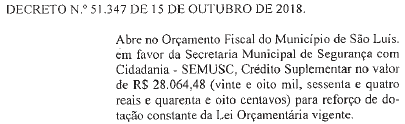 DECRETO N.º 51.347 DE 15 DE OUTUBRO DE 2018.
Abre no Orçamento Fiscal do Município de São Luís,
em favor da Secretaria Municipal de Segurança com
Cidadania - SEMUSC, Crédito Suplementar no valor
de R$ 28.064,48 (vinte e oito mil, sessenta e quatro
reais e quarenta e oito centavos) para reforço de do-
tação constante da Lei Orçamentária vigente.